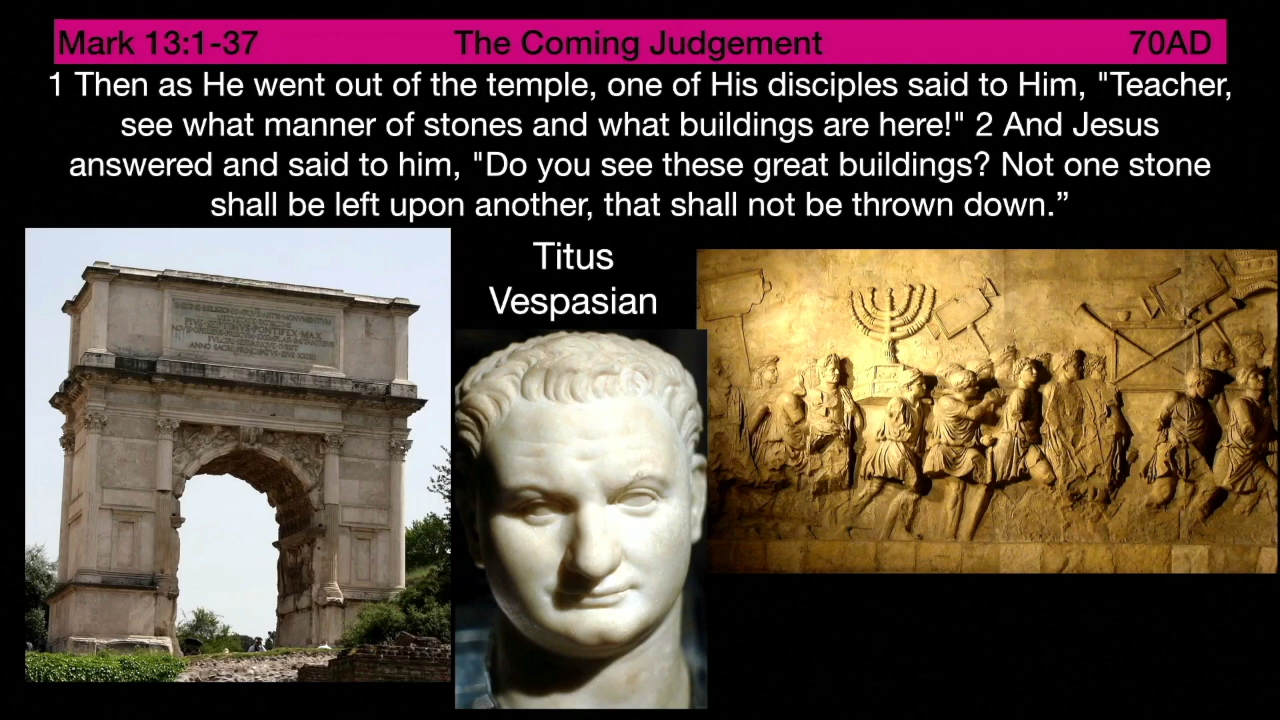 Mark 13:1-37 The Coming Judgement 70AD
1 Then as He went out of the temple, one of His disciples said to Him, "Teacher,
see what manner of stones and what buildings are here!" 2 And Jesus
answered and said to him, "Do you see these great buildings? Not one stone
shall be left upon another, that shall not be thrown down.”
Titus
Vespasian